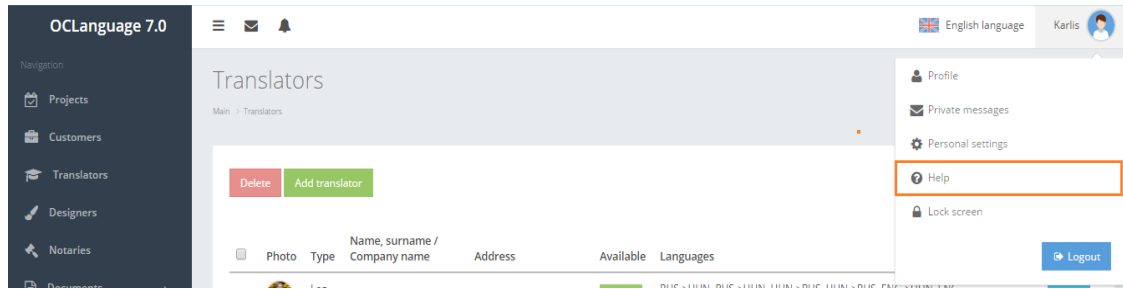 OCLanguage 7.0
English language
Karlis
Navigation
Projects
Customers
Translators
Designers
Notaries
Documents
Translators
Main > Translators
Delete
Add translator
Photo
Type
Name, surname /
Company name
Address
Available
Languages
Profile
Private messages
Personal settings
Help
Lock screen
Logout